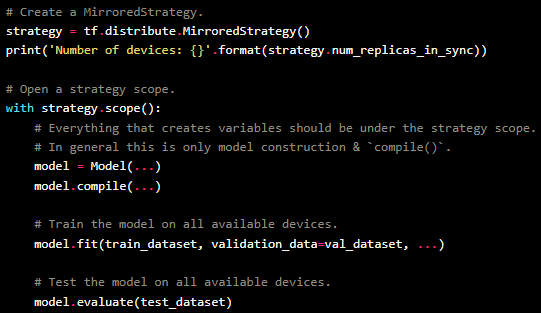 # Create a MirroredStrategy.
strategy = tf.distribute.MirroredStrategy()
print('Number of devices: {}'.format(strategy.num_replicas_in_sync))

# Open a strategy scope.
with strategy.scope():
    # Everything that creates variables should be under the strategy scope.
    # In general this is only model construction & `compile()`.
    model = Model(...)
    model.compile(...)

    # Train the model on all available devices.
    model.fit(train_dataset, validation_data=val_dataset, ...)

    # Test the model on all available devices.
    model.evaluate(test_dataset)